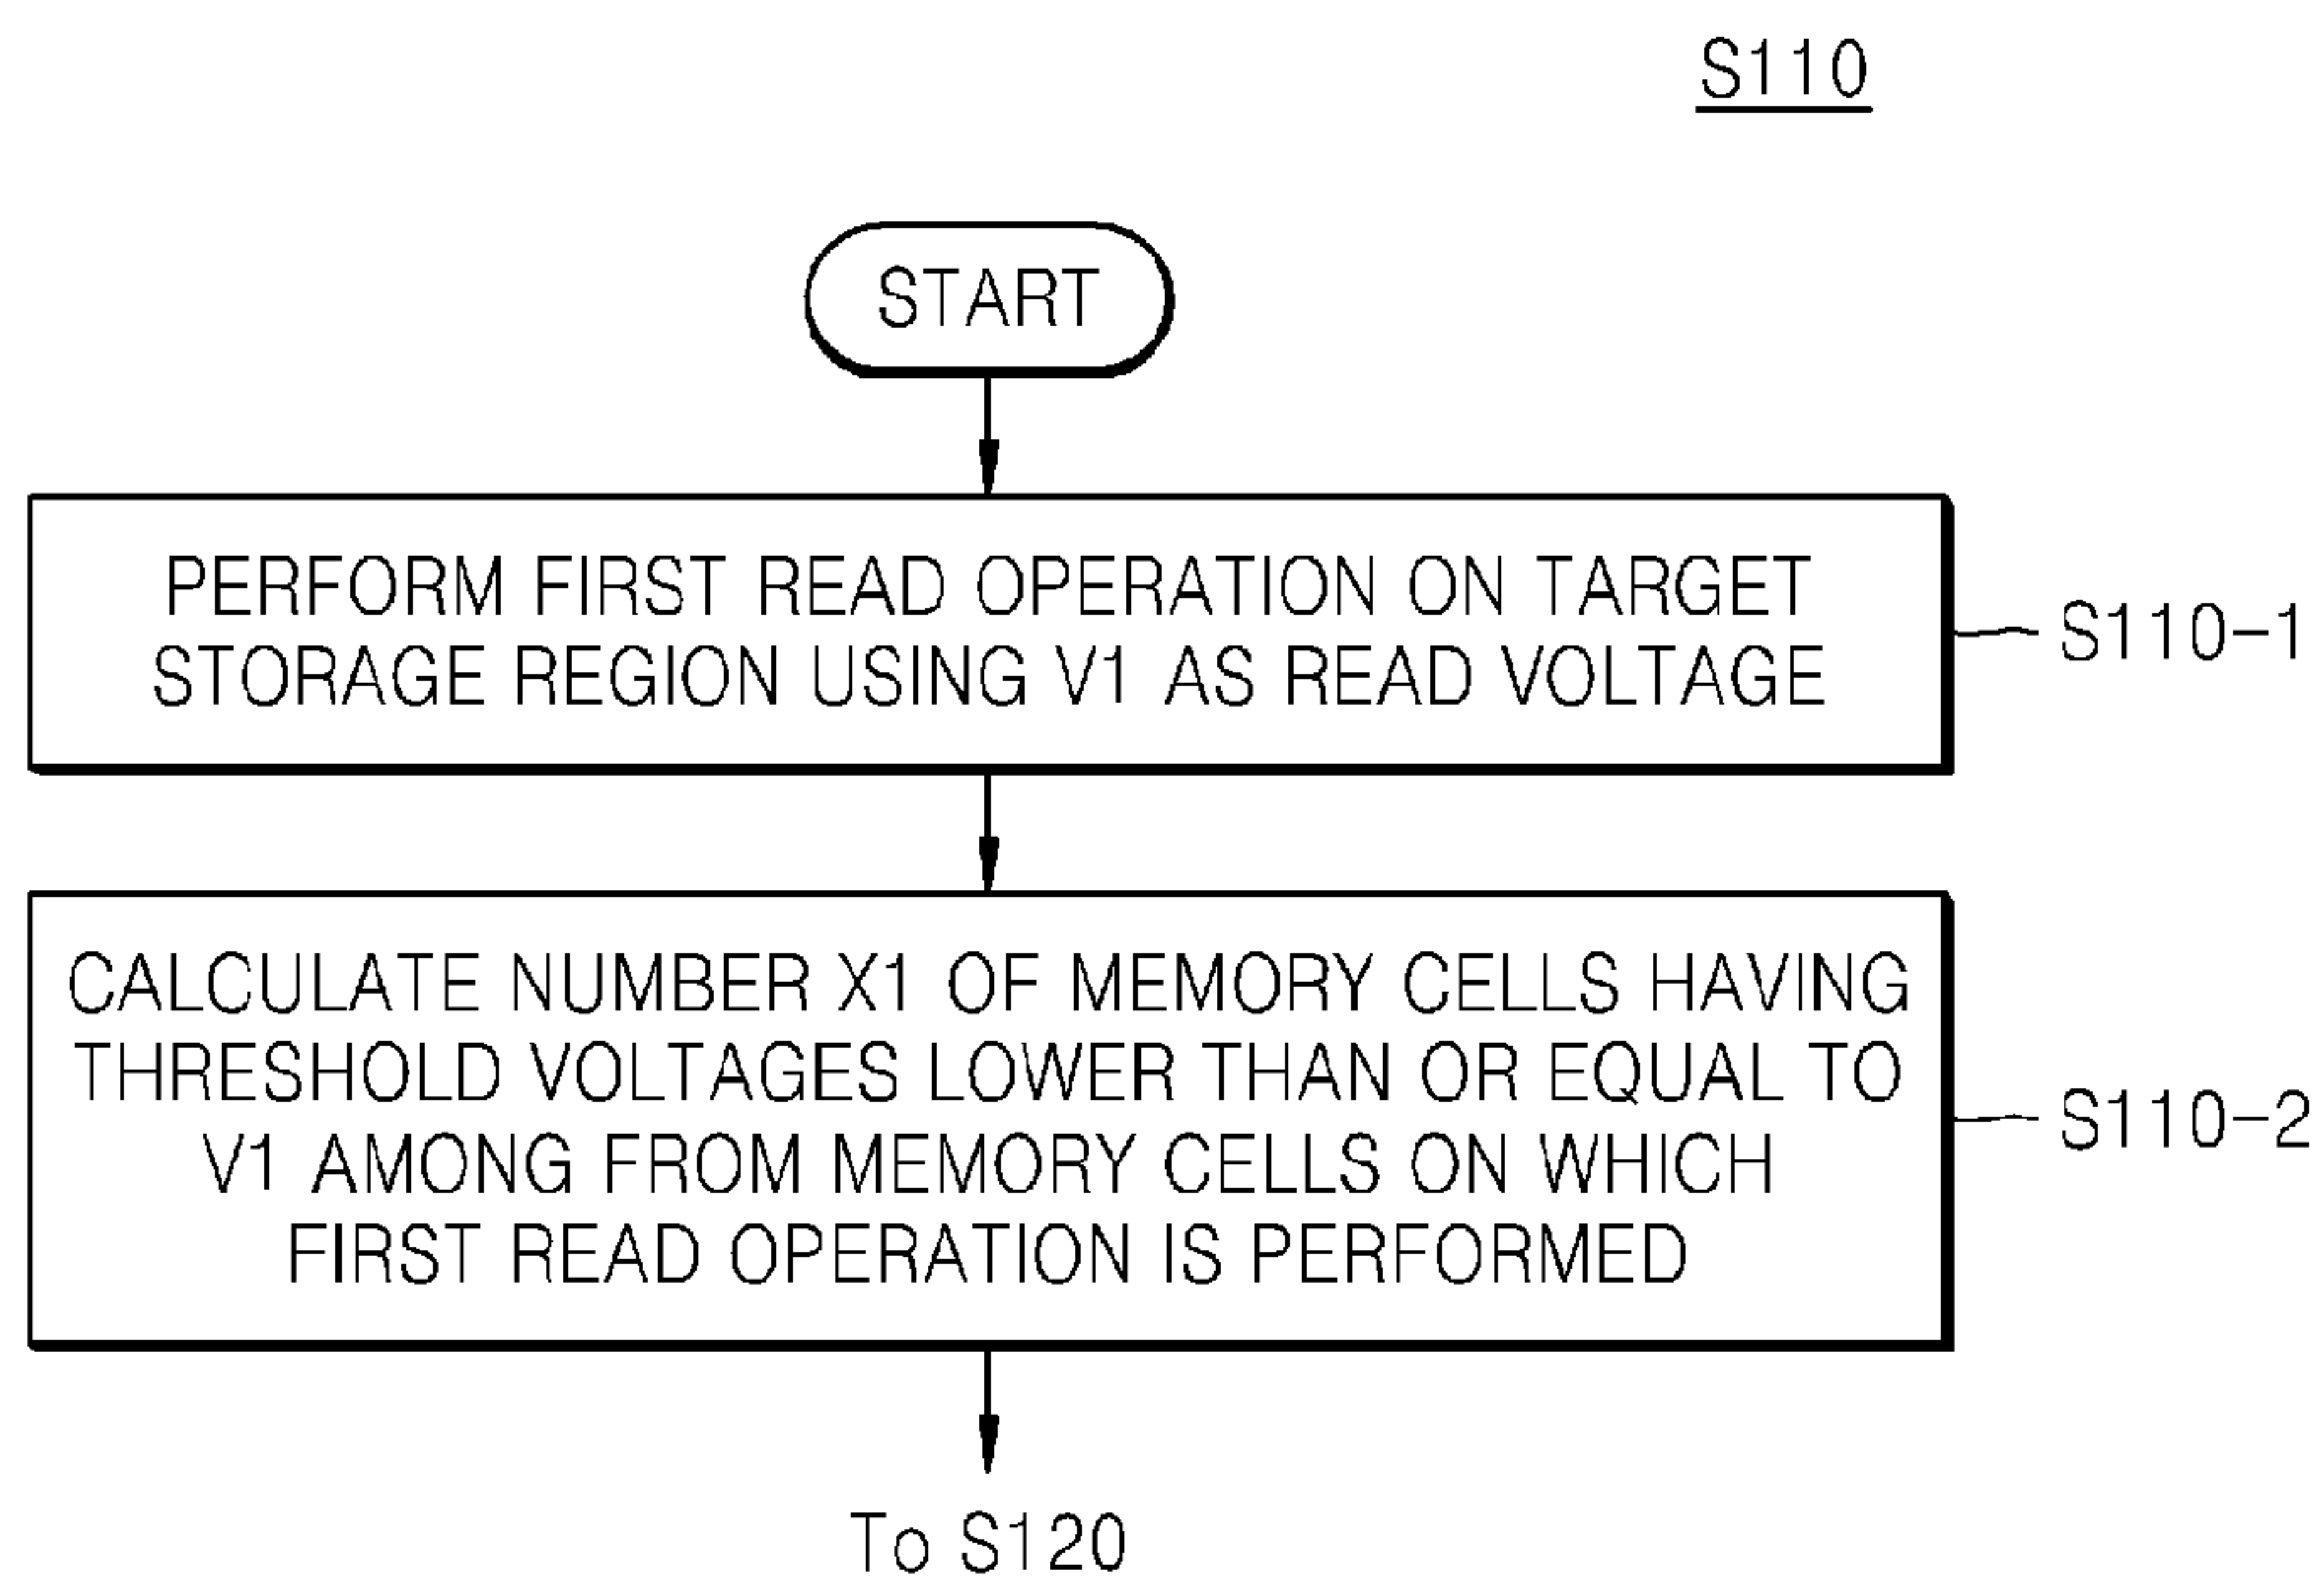 S110
START
PERFORM FIRST READ OPERATION ON TARGET
STORAGE REGION USING V1 AS READ VOLTAGE
S110-1
CALCULATE NUMBER X1 OF MEMORY CELLS HAVING
THRESHOLD VOLTAGES LOWER THAN OR EQUAL TO
V1 AMONG FROM MEMORY CELLS ON WHICH
FIRST READ OPERATION IS PERFORMED
S110-2
To S120